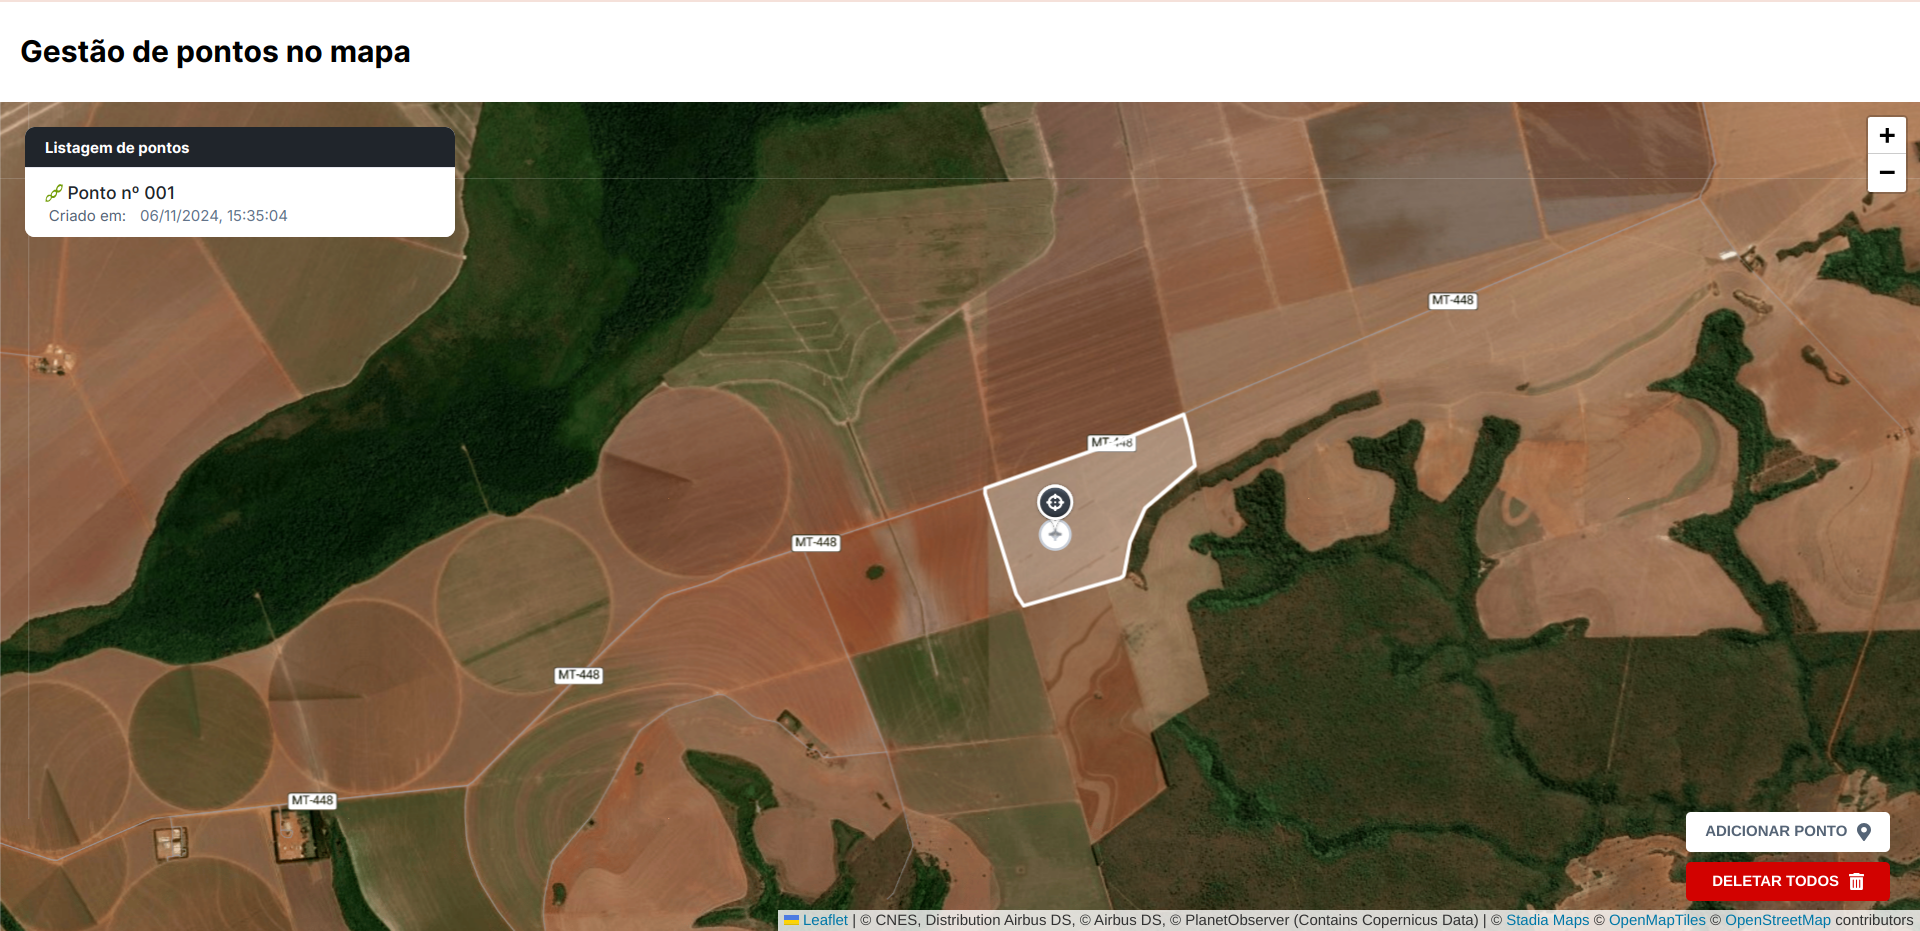 Gestão de pontos no mapa
Listagem de pontos
Ponto nº 001
Criado em: 06/11/2024, 15:35:04
+
−
MT-448
MT-448
MT-448
MT-448
MT-448
ADICIONAR PONTO
DELETAR TODOS
Leaflet | © CNES, Distribution Airbus DS, © Airbus DS, © PlanetObserver (Contains Copernicus Data) | © Stadia Maps © OpenMapTiles © OpenStreetMap contributors